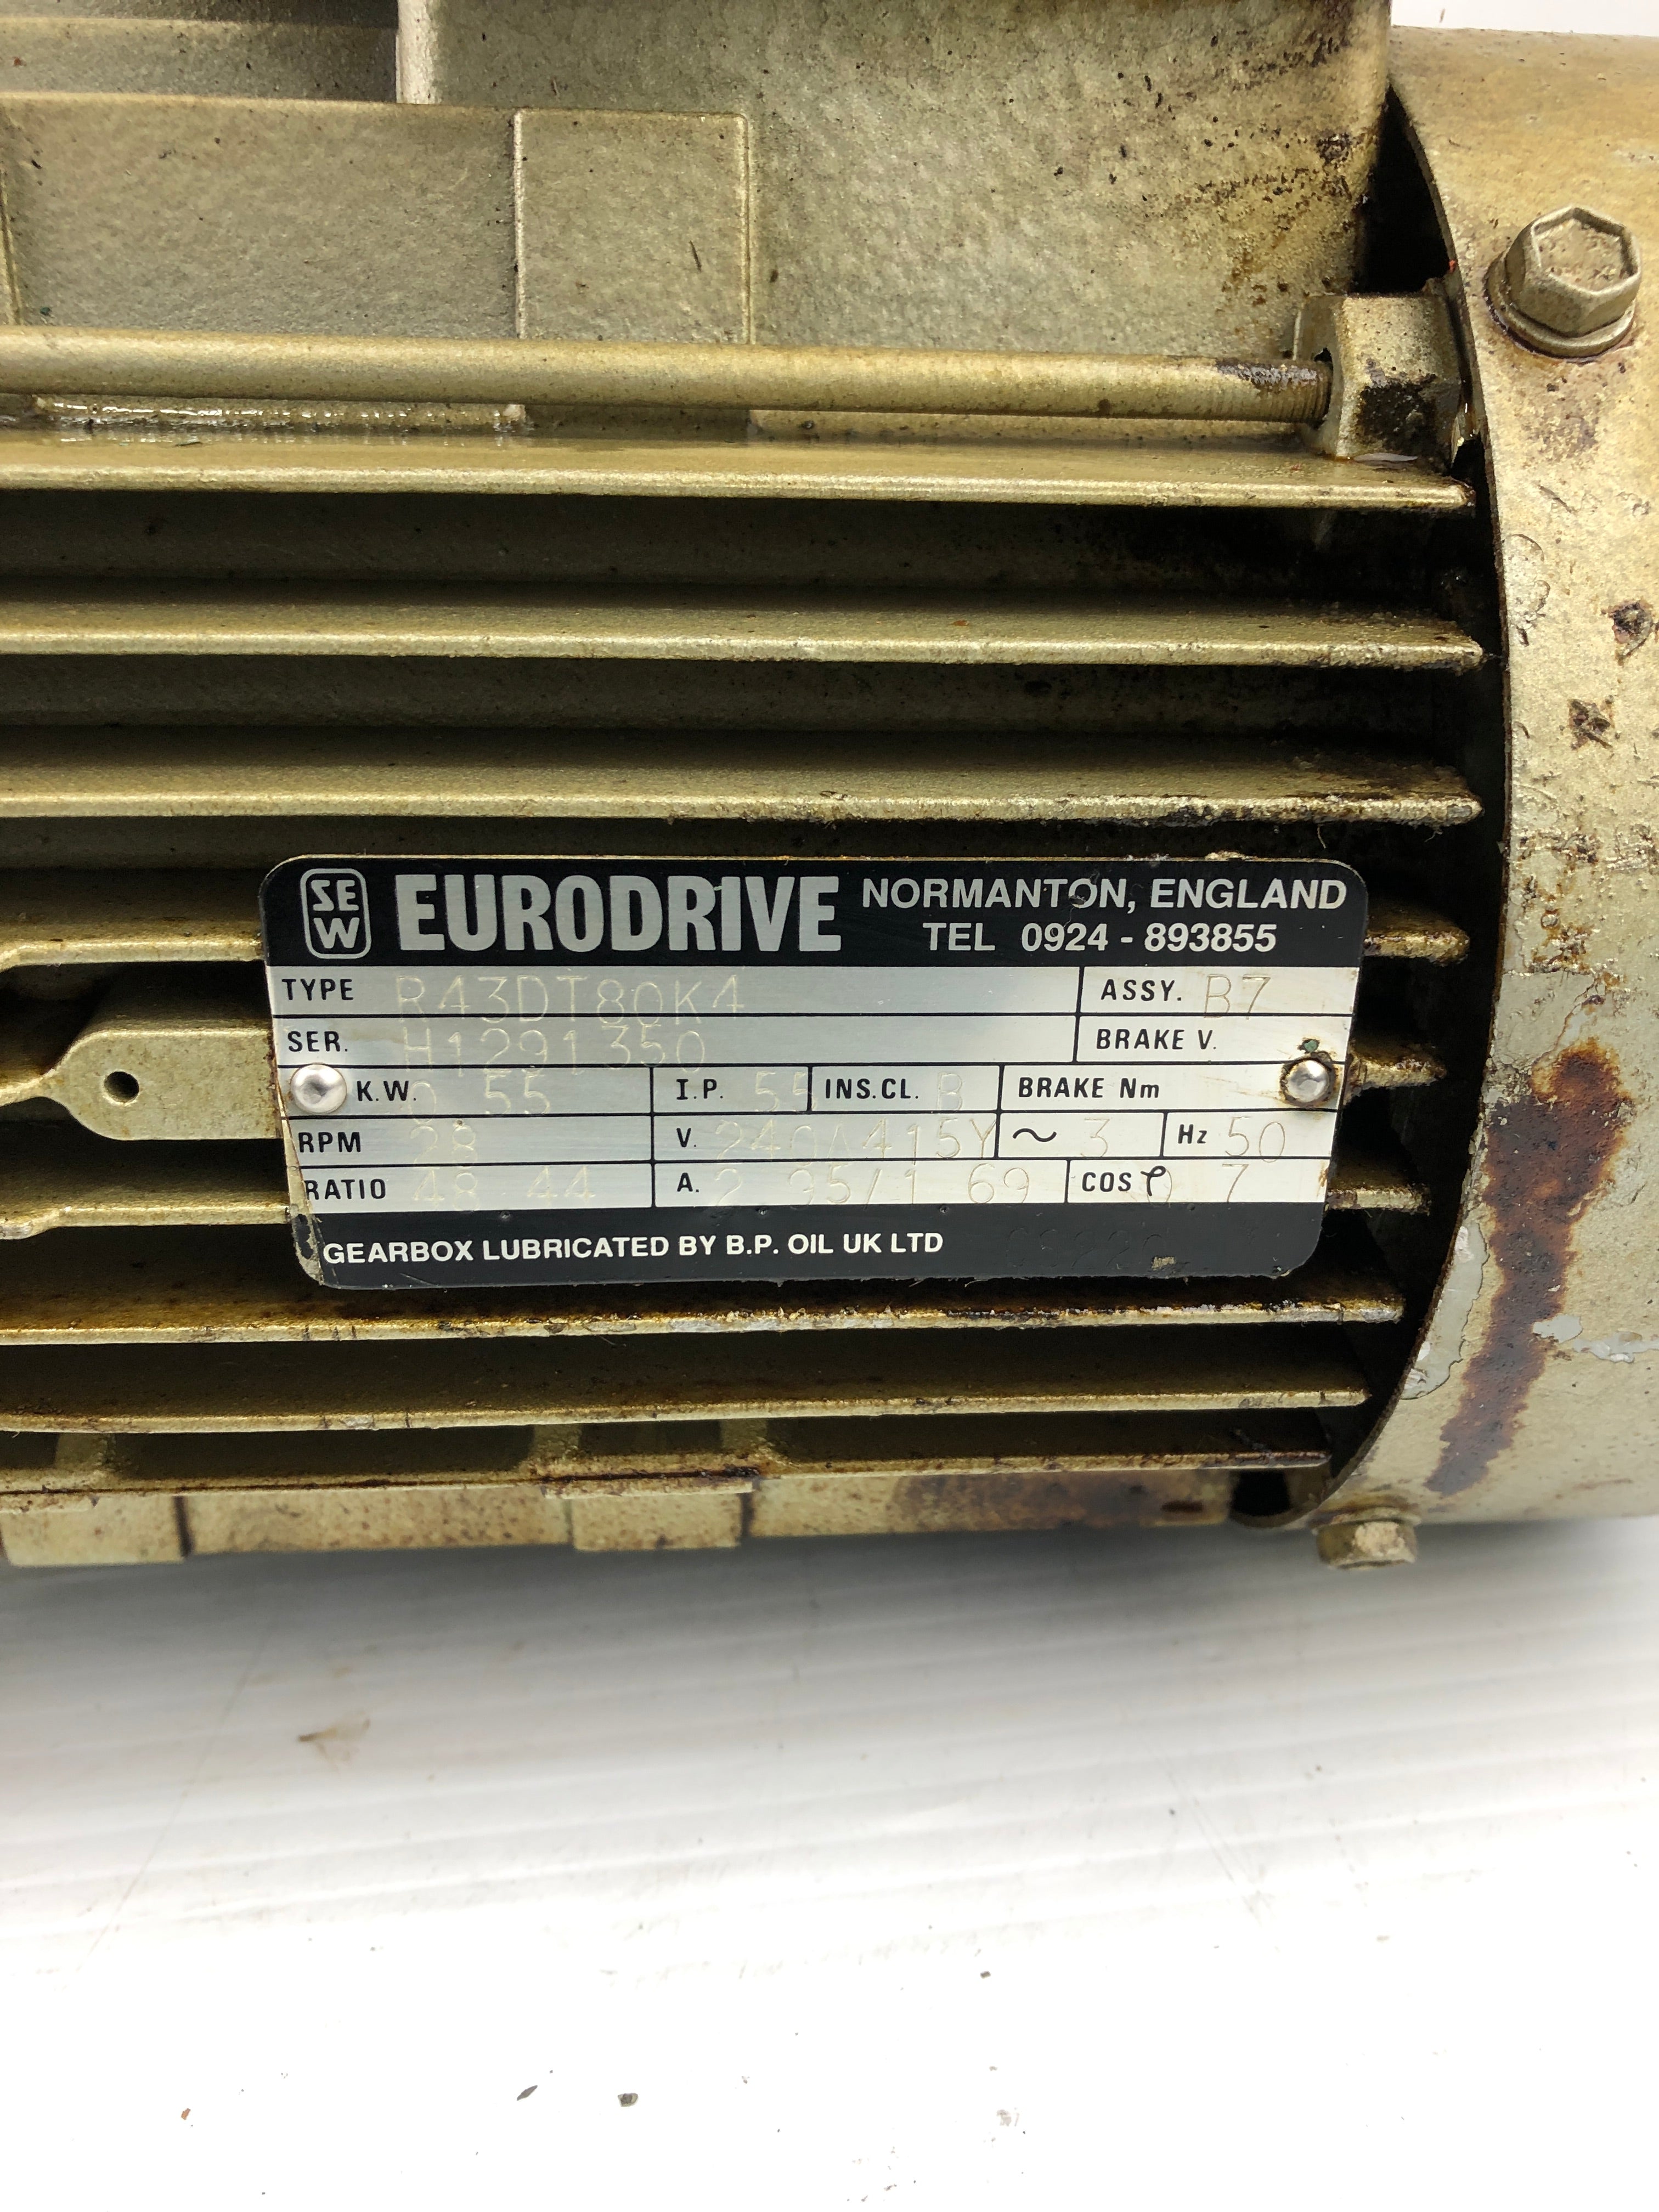 SEW EURODRIVE NORMANTON, ENGLAND
TEL 0924 - 893855
TYPE R43DT80K4 ASSY. B7
SER. H1291350 BRAKE V.
K.W. 0 55 I.P. 55 INS.CL. B BRAKE Nm
RPM 28 V. 240Δ415Y ~ 3 Hz 50
RATIO 48 44 A. 2 95/1 69 COS φ 0 7
GEARBOX LUBRICATED BY B.P. OIL UK LTD